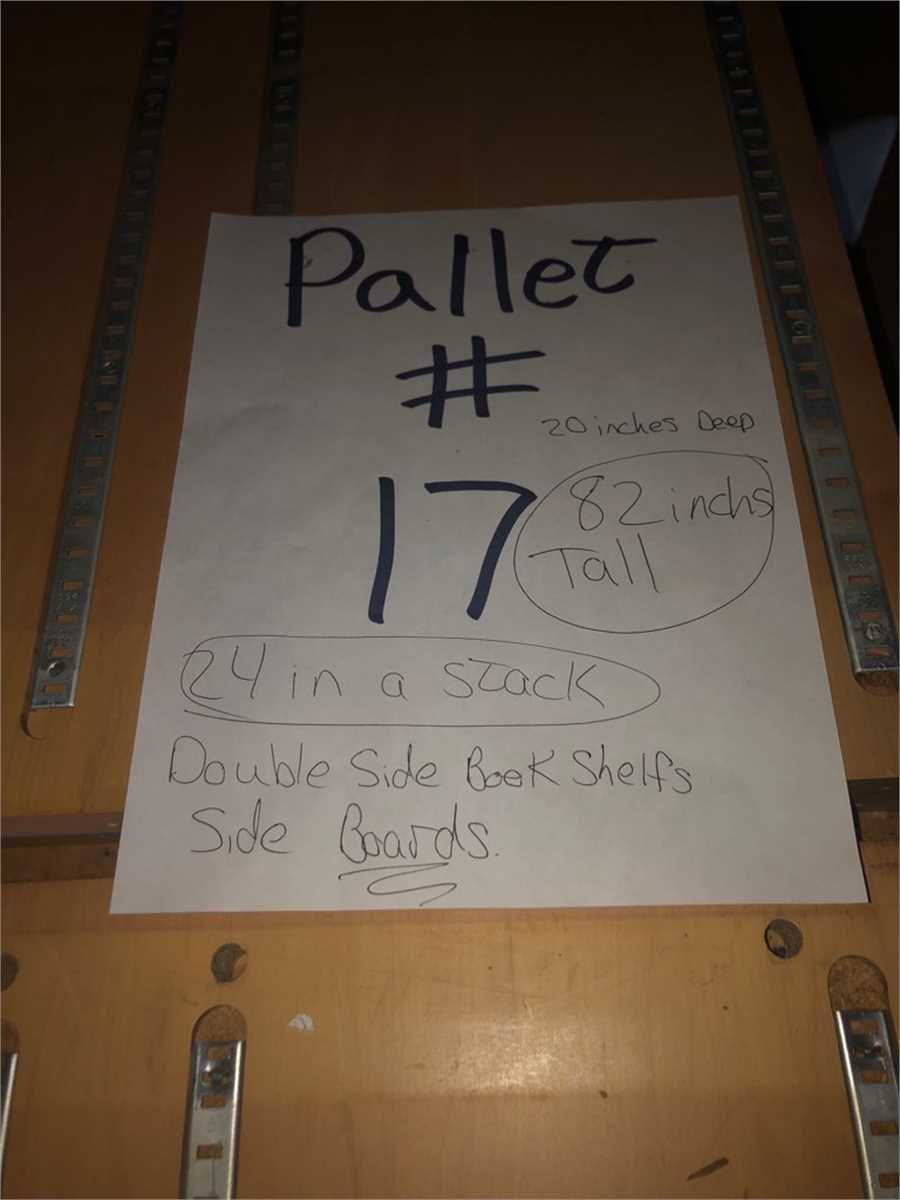 Pallet
#
20 inches Deep
17
82 inchs
Tall
24 in a Stack
Double Side Book Shelfs
Side Boards.